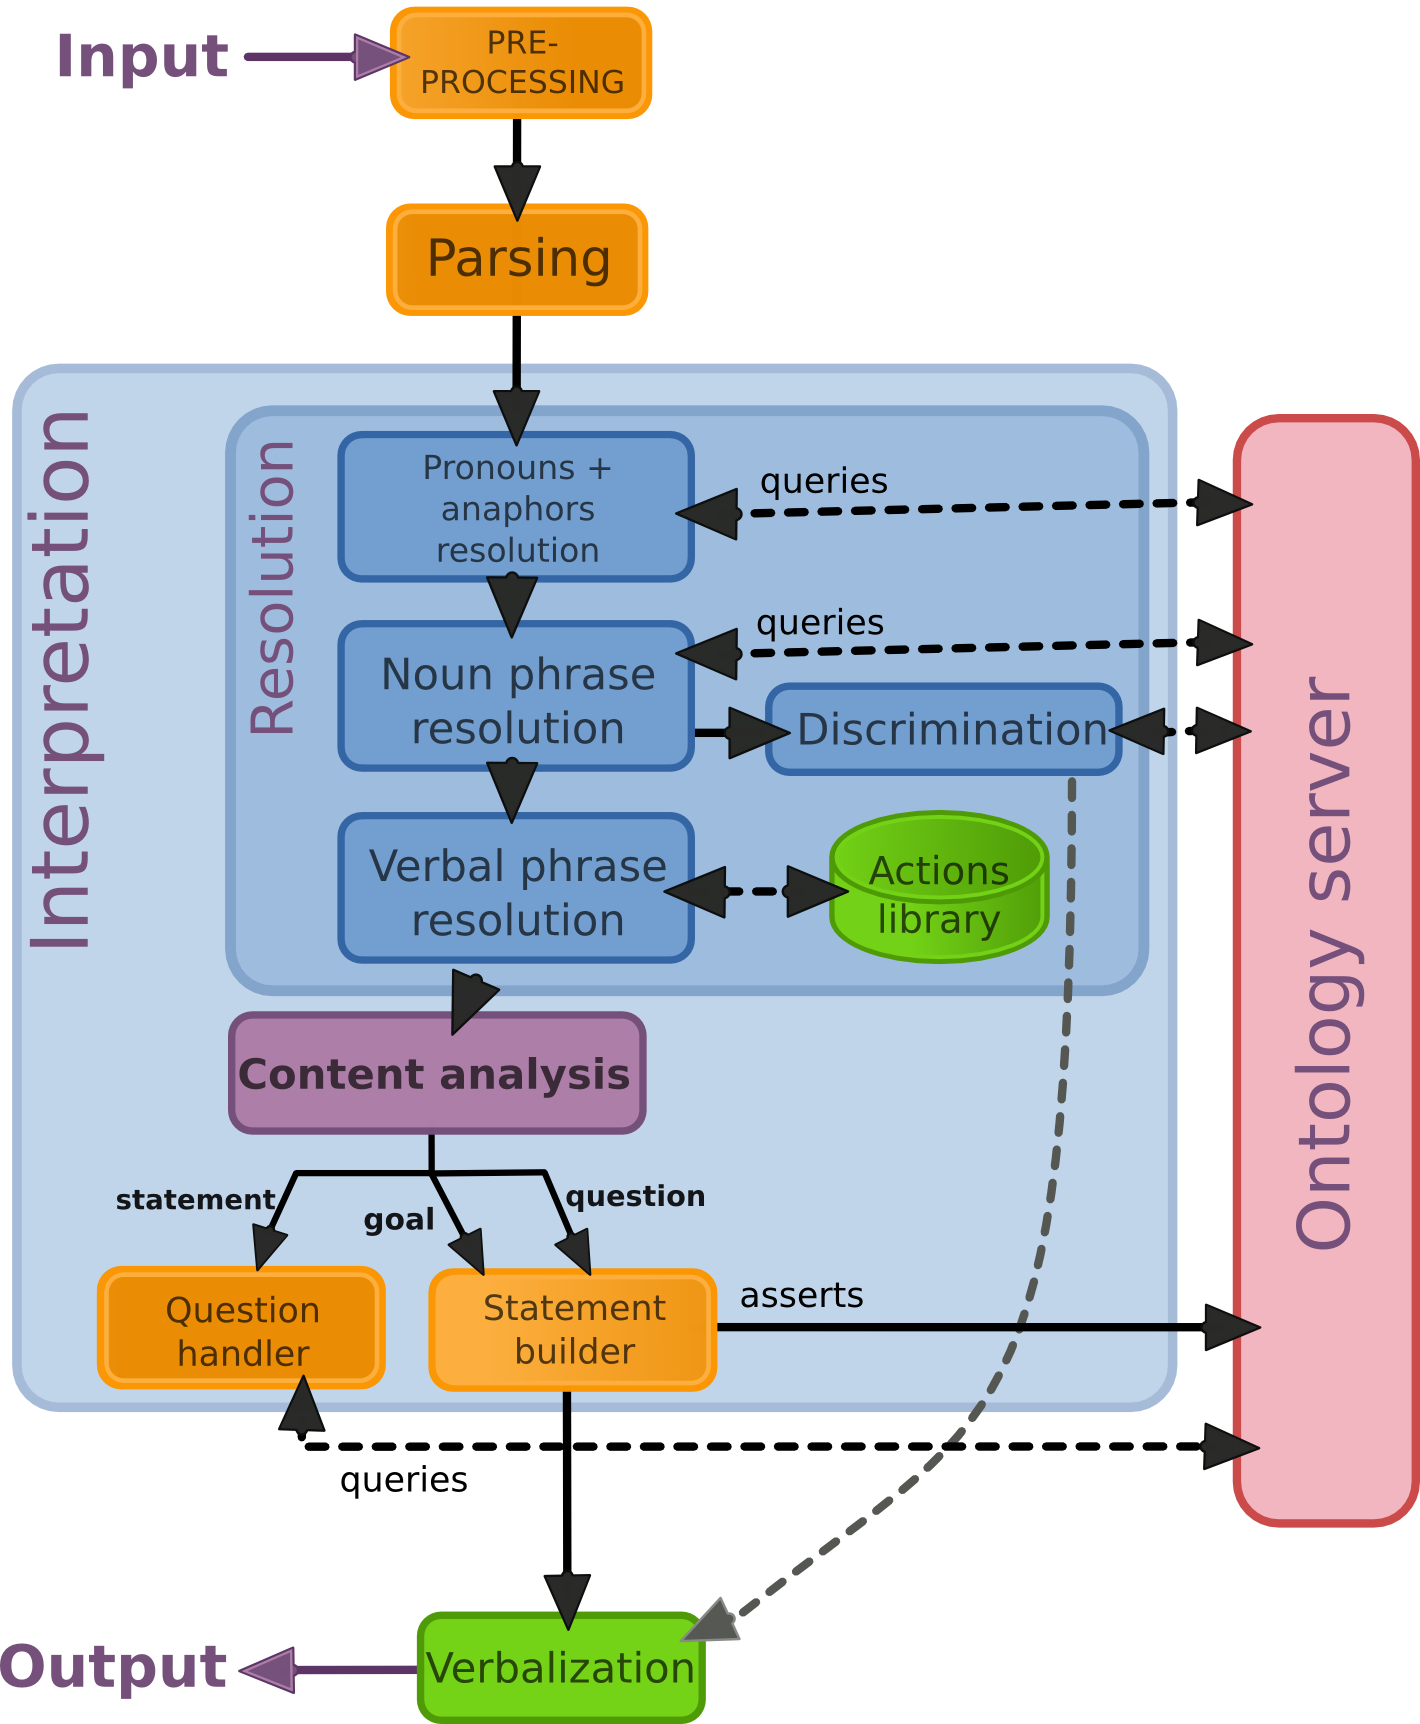 Input
PRE-
PROCESSING
Parsing
Interpretation
Resolution
Pronouns +
anaphors
resolution
queries
Noun phrase
resolution
queries
Discrimination
Verbal phrase
resolution
Actions
library
Ontology server
Content analysis
statement
goal
question
Question
handler
Statement
builder
asserts
queries
Verbalization
Output